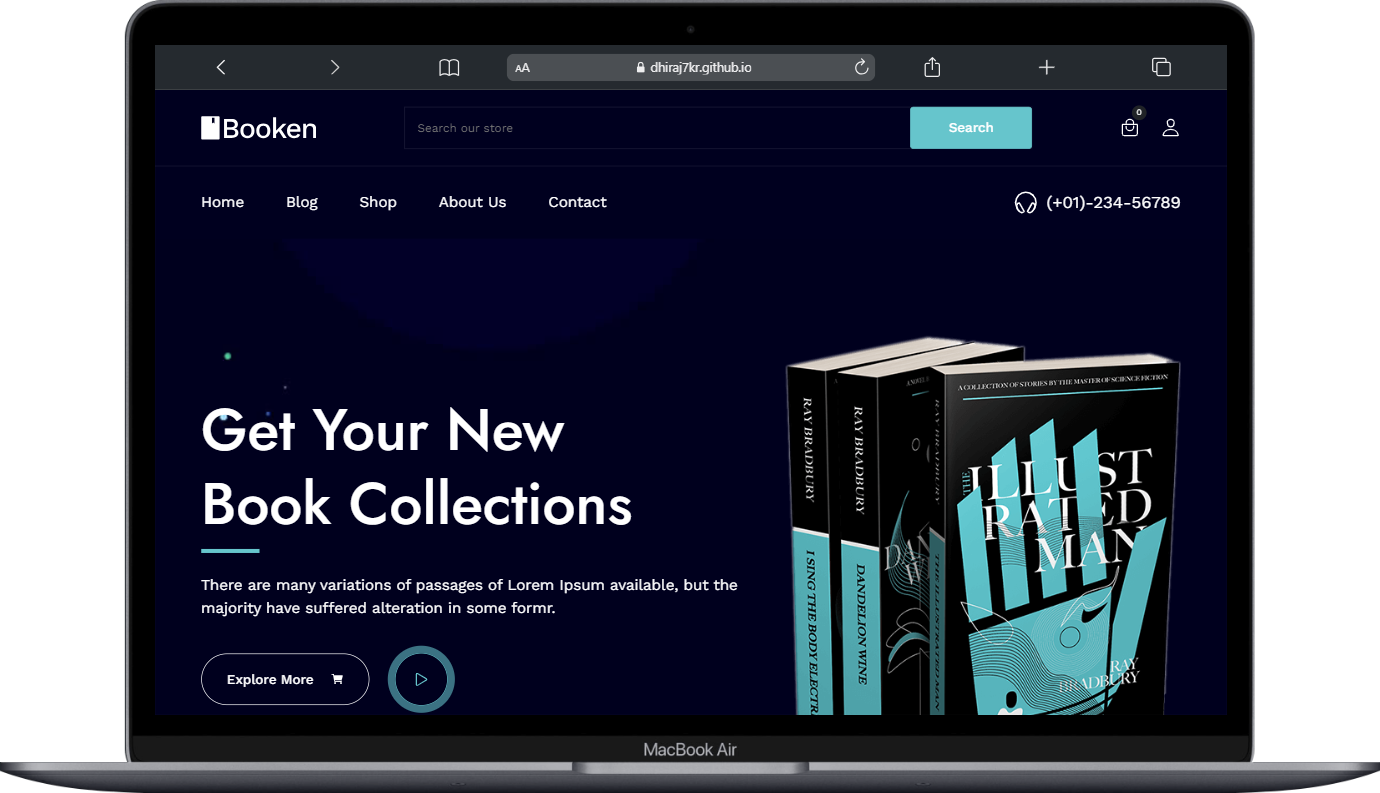 AA
dhiraj7kr.github.io
Booken
Search our store
Search
0
Home
Blog
Shop
About Us
Contact
(+01)-234-56789
Get Your New
Book Collections
There are many variations of passages of Lorem Ipsum available, but the
majority have suffered alteration in some formr.
Explore More
RAY BRADBURY
I SING THE BODY ELECTR
RAY BRADBURY
DANDELION WINE
A NOVEL
RAY BRADBURY
THE ILLUSTRATED MAN
A COLLECTION OF STORIES BY THE MASTER OF SCIENCE FICTION
THE
ILLUST
RATED
MAN
RAY
BRADBURY
MacBook Air